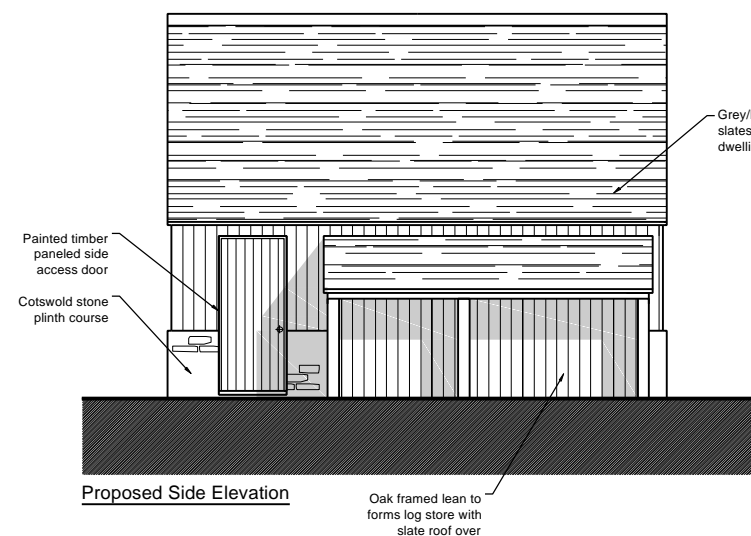 Grey/
slates
dwelli
Painted timber
paneled side
access door
Cotswold stone
plinth course
Proposed Side Elevation
Oak framed lean to
forms log store with
slate roof over